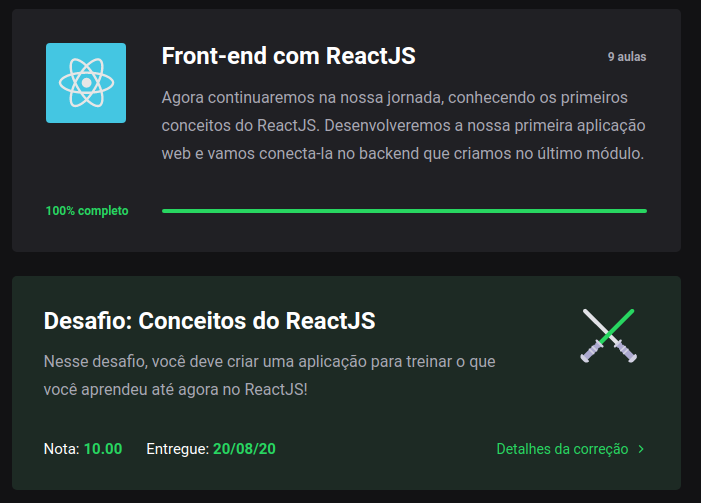 Front-end com ReactJS
9 aulas
Agora continuaremos na nossa jornada, conhecendo os primeiros
conceitos do ReactJS. Desenvolveremos a nossa primeira aplicação
web e vamos conecta-la no backend que criamos no último módulo.
100% completo
Desafio: Conceitos do ReactJS
Nesse desafio, você deve criar uma aplicação para treinar o que
você aprendeu até agora no ReactJS!
Nota: 10.00 Entregue: 20/08/20
Detalhes da correção >